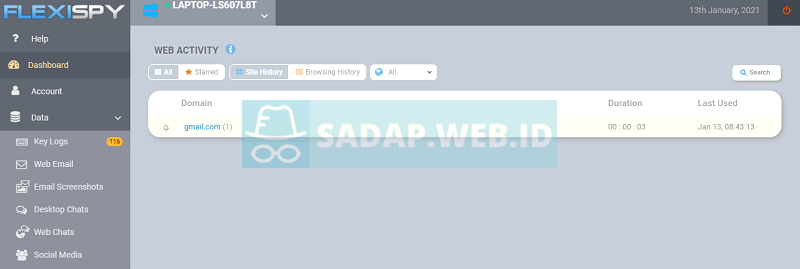 FLEXISPY
LAPTOP-LS607L8T
13th January, 2021
Help
Dashboard
Account
Data
Key Logs 116
Web Email
Email Screenshots
Desktop Chats
Web Chats
Social Media
WEB ACTIVITY
All Starred Site History Browsing History All Search
Domain Duration Last Used
gmail.com (1) 00 : 00 : 03 Jan 13, 08:43:13
SADAP.WEB.ID